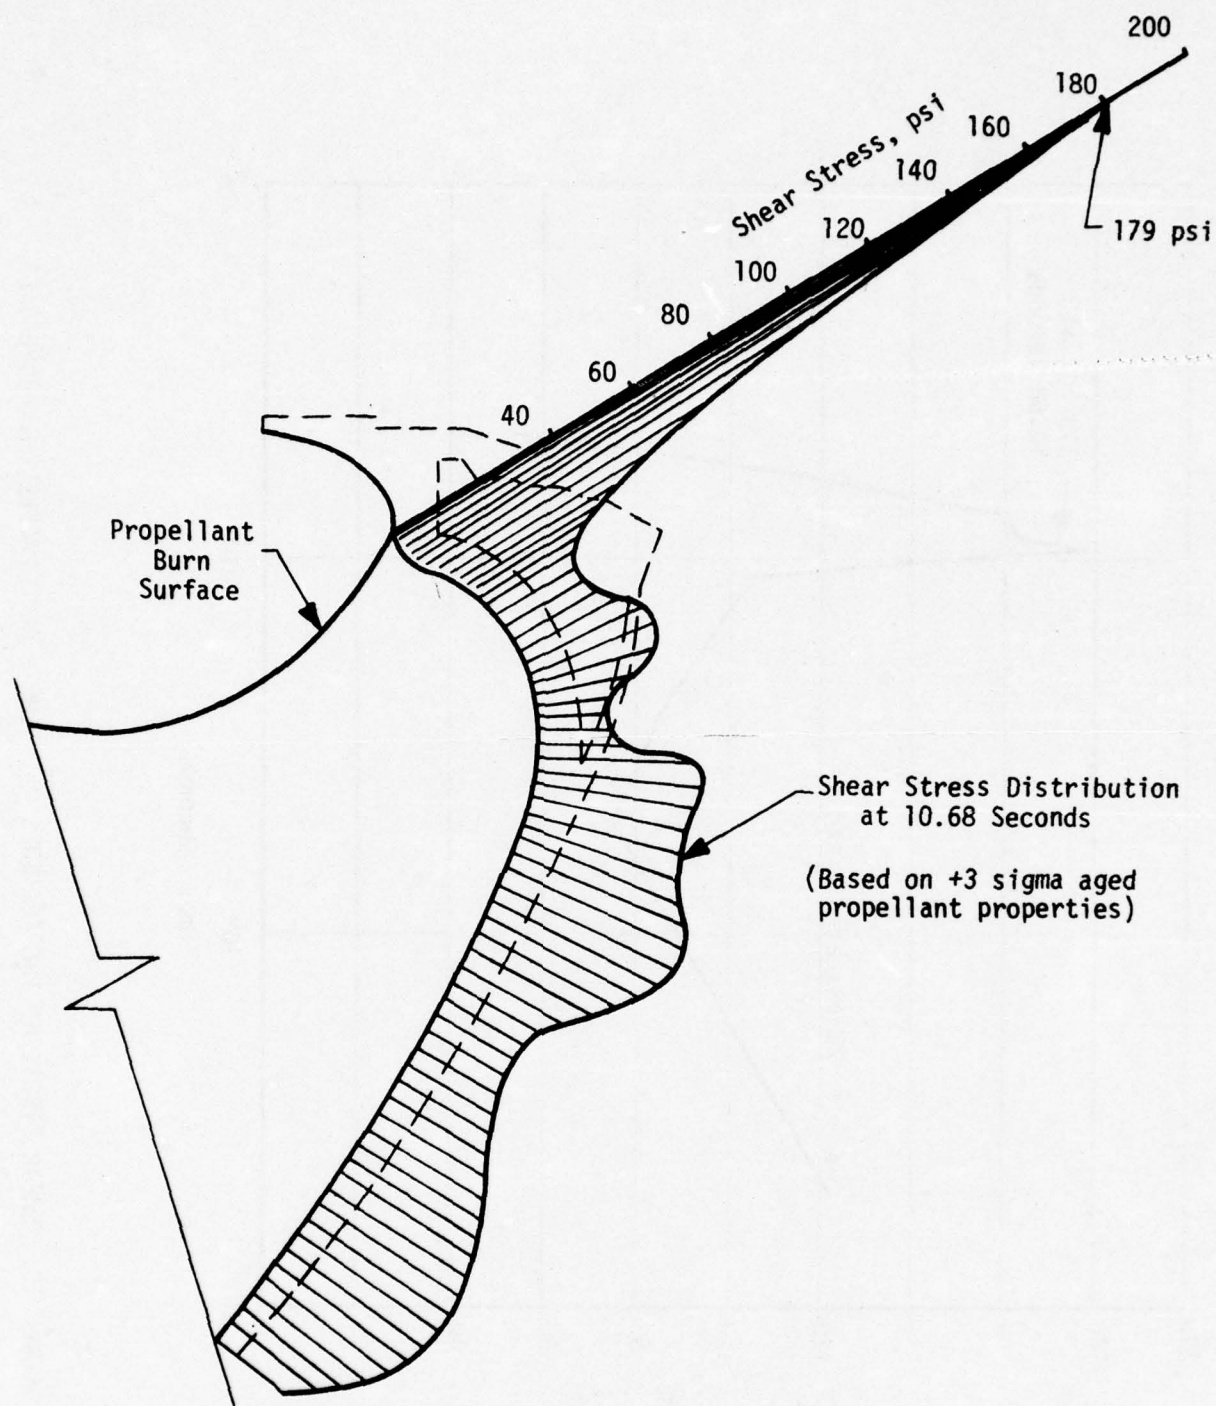 200
180
160
140
120
100
80
60
40
Shear Stress, psi
179 psi
Propellant
Burn
Surface
Shear Stress Distribution
at 10.68 Seconds
(Based on +3 sigma aged
propellant properties)